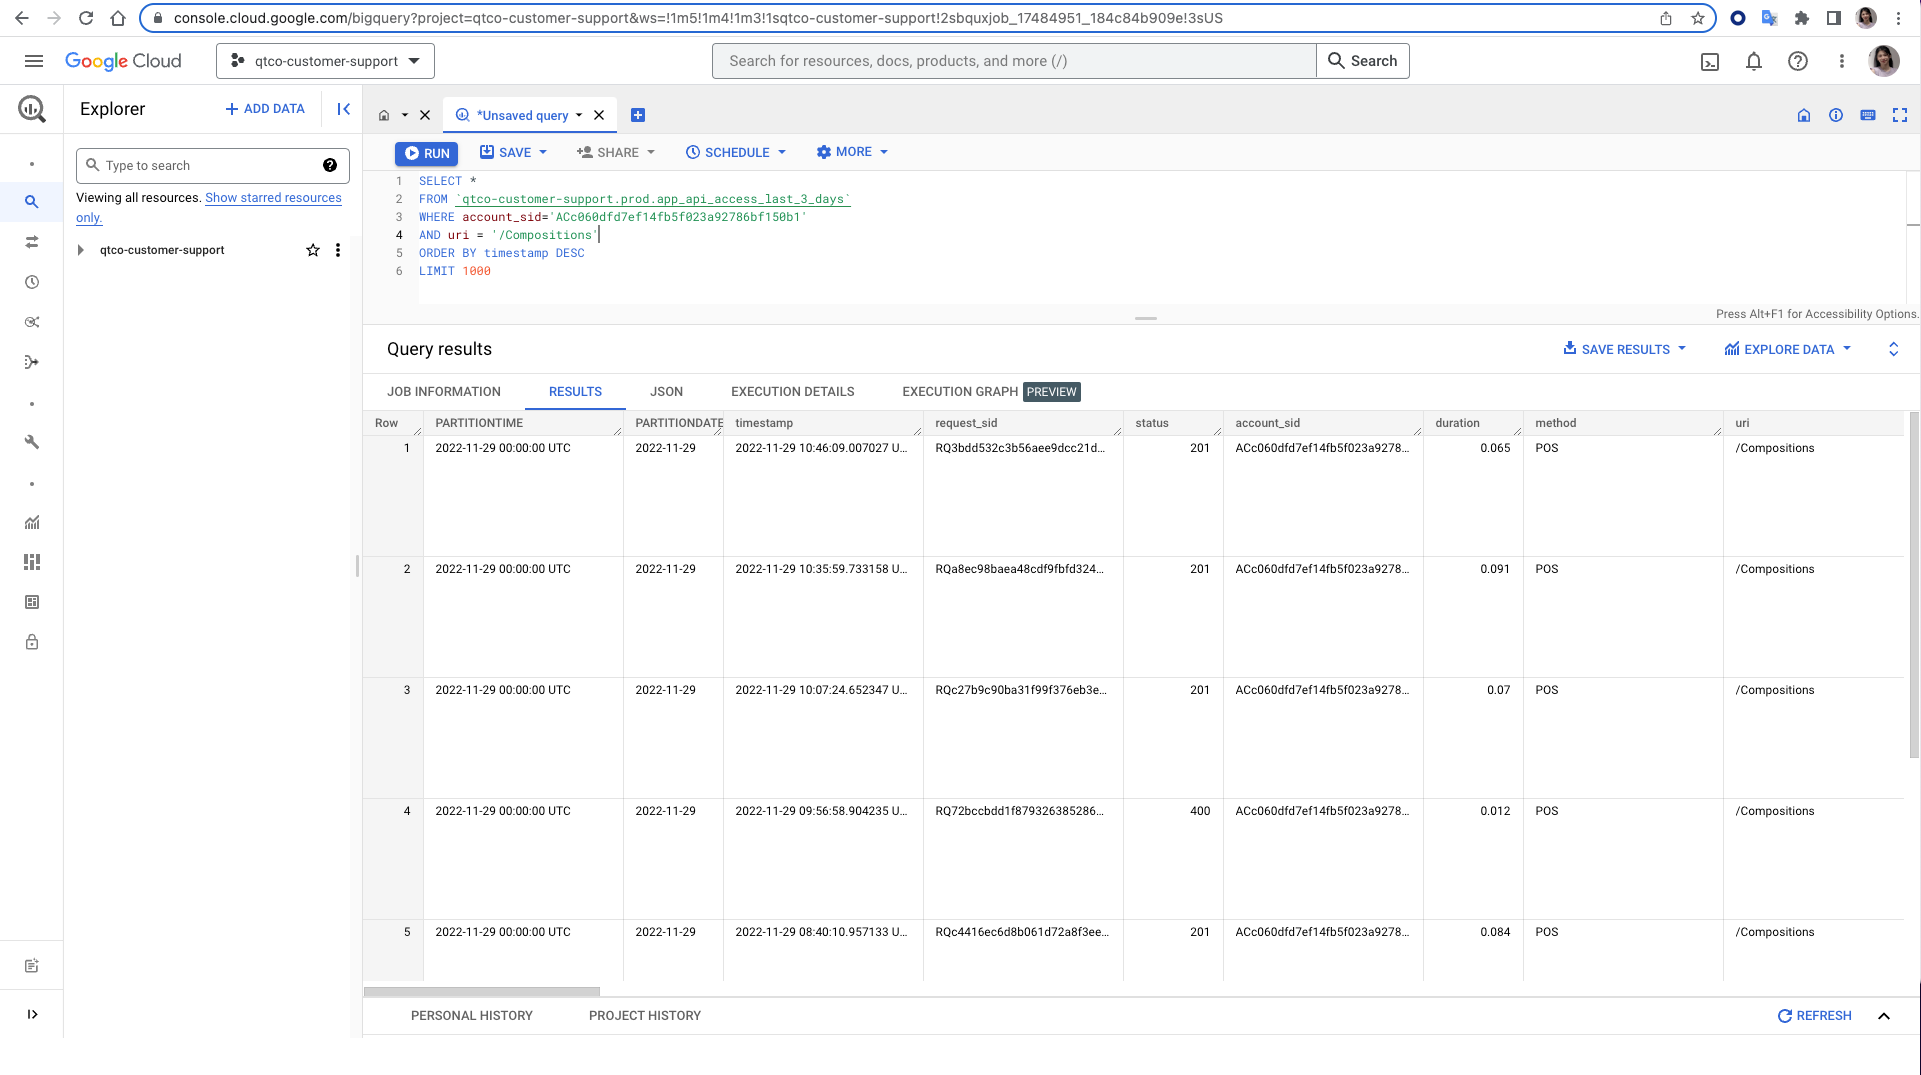 console.cloud.google.com/bigquery?project=qtco-customer-support&ws=!1m5!1m4!1m3!1sqtco-customer-support!2sbquxjob_17484951_184c84b909e!3sUS
Google Cloud
qtco-customer-support
Search for resources, docs, products, and more (/)
Search
Explorer
+ ADD DATA
*Unsaved query
Type to search
Viewing all resources. Show starred resources
only.
qtco-customer-support
RUN
SAVE
SHARE
SCHEDULE
MORE
1 SELECT *
2 FROM `qtco-customer-support.prod.app_api_access_last_3_days`
3 WHERE account_sid='ACc060dfd7ef14fb5f023a92786bf150b1'
4 AND uri = '/Compositions'
5 ORDER BY timestamp DESC
6 LIMIT 1000
Press Alt+F1 for Accessibility Options.
Query results
SAVE RESULTS
EXPLORE DATA
JOB INFORMATION
RESULTS
JSON
EXECUTION DETAILS
EXECUTION GRAPH PREVIEW
Row PARTITIONTIME PARTITIONDATE timestamp request_sid status account_sid duration method uri
1 2022-11-29 00:00:00 UTC 2022-11-29 2022-11-29 10:46:09.007027 U... RQ3bdd532c3b56aee9dcc21d... 201 ACc060dfd7ef14fb5f023a9278... 0.065 POS /Compositions
2 2022-11-29 00:00:00 UTC 2022-11-29 2022-11-29 10:35:59.733158 U... RQa8ec98baea48cdf9fbfd324... 201 ACc060dfd7ef14fb5f023a9278... 0.091 POS /Compositions
3 2022-11-29 00:00:00 UTC 2022-11-29 2022-11-29 10:07:24.652347 U... RQc27b9c90ba31f99f376eb3e... 201 ACc060dfd7ef14fb5f023a9278... 0.07 POS /Compositions
4 2022-11-29 00:00:00 UTC 2022-11-29 2022-11-29 09:56:58.904235 U... RQ72bccbdd1f879326385286... 400 ACc060dfd7ef14fb5f023a9278... 0.012 POS /Compositions
5 2022-11-29 00:00:00 UTC 2022-11-29 2022-11-29 08:40:10.957133 U... RQc4416ec6d8b061d72a8f3ee... 201 ACc060dfd7ef14fb5f023a9278... 0.084 POS /Compositions
PERSONAL HISTORY
PROJECT HISTORY
REFRESH